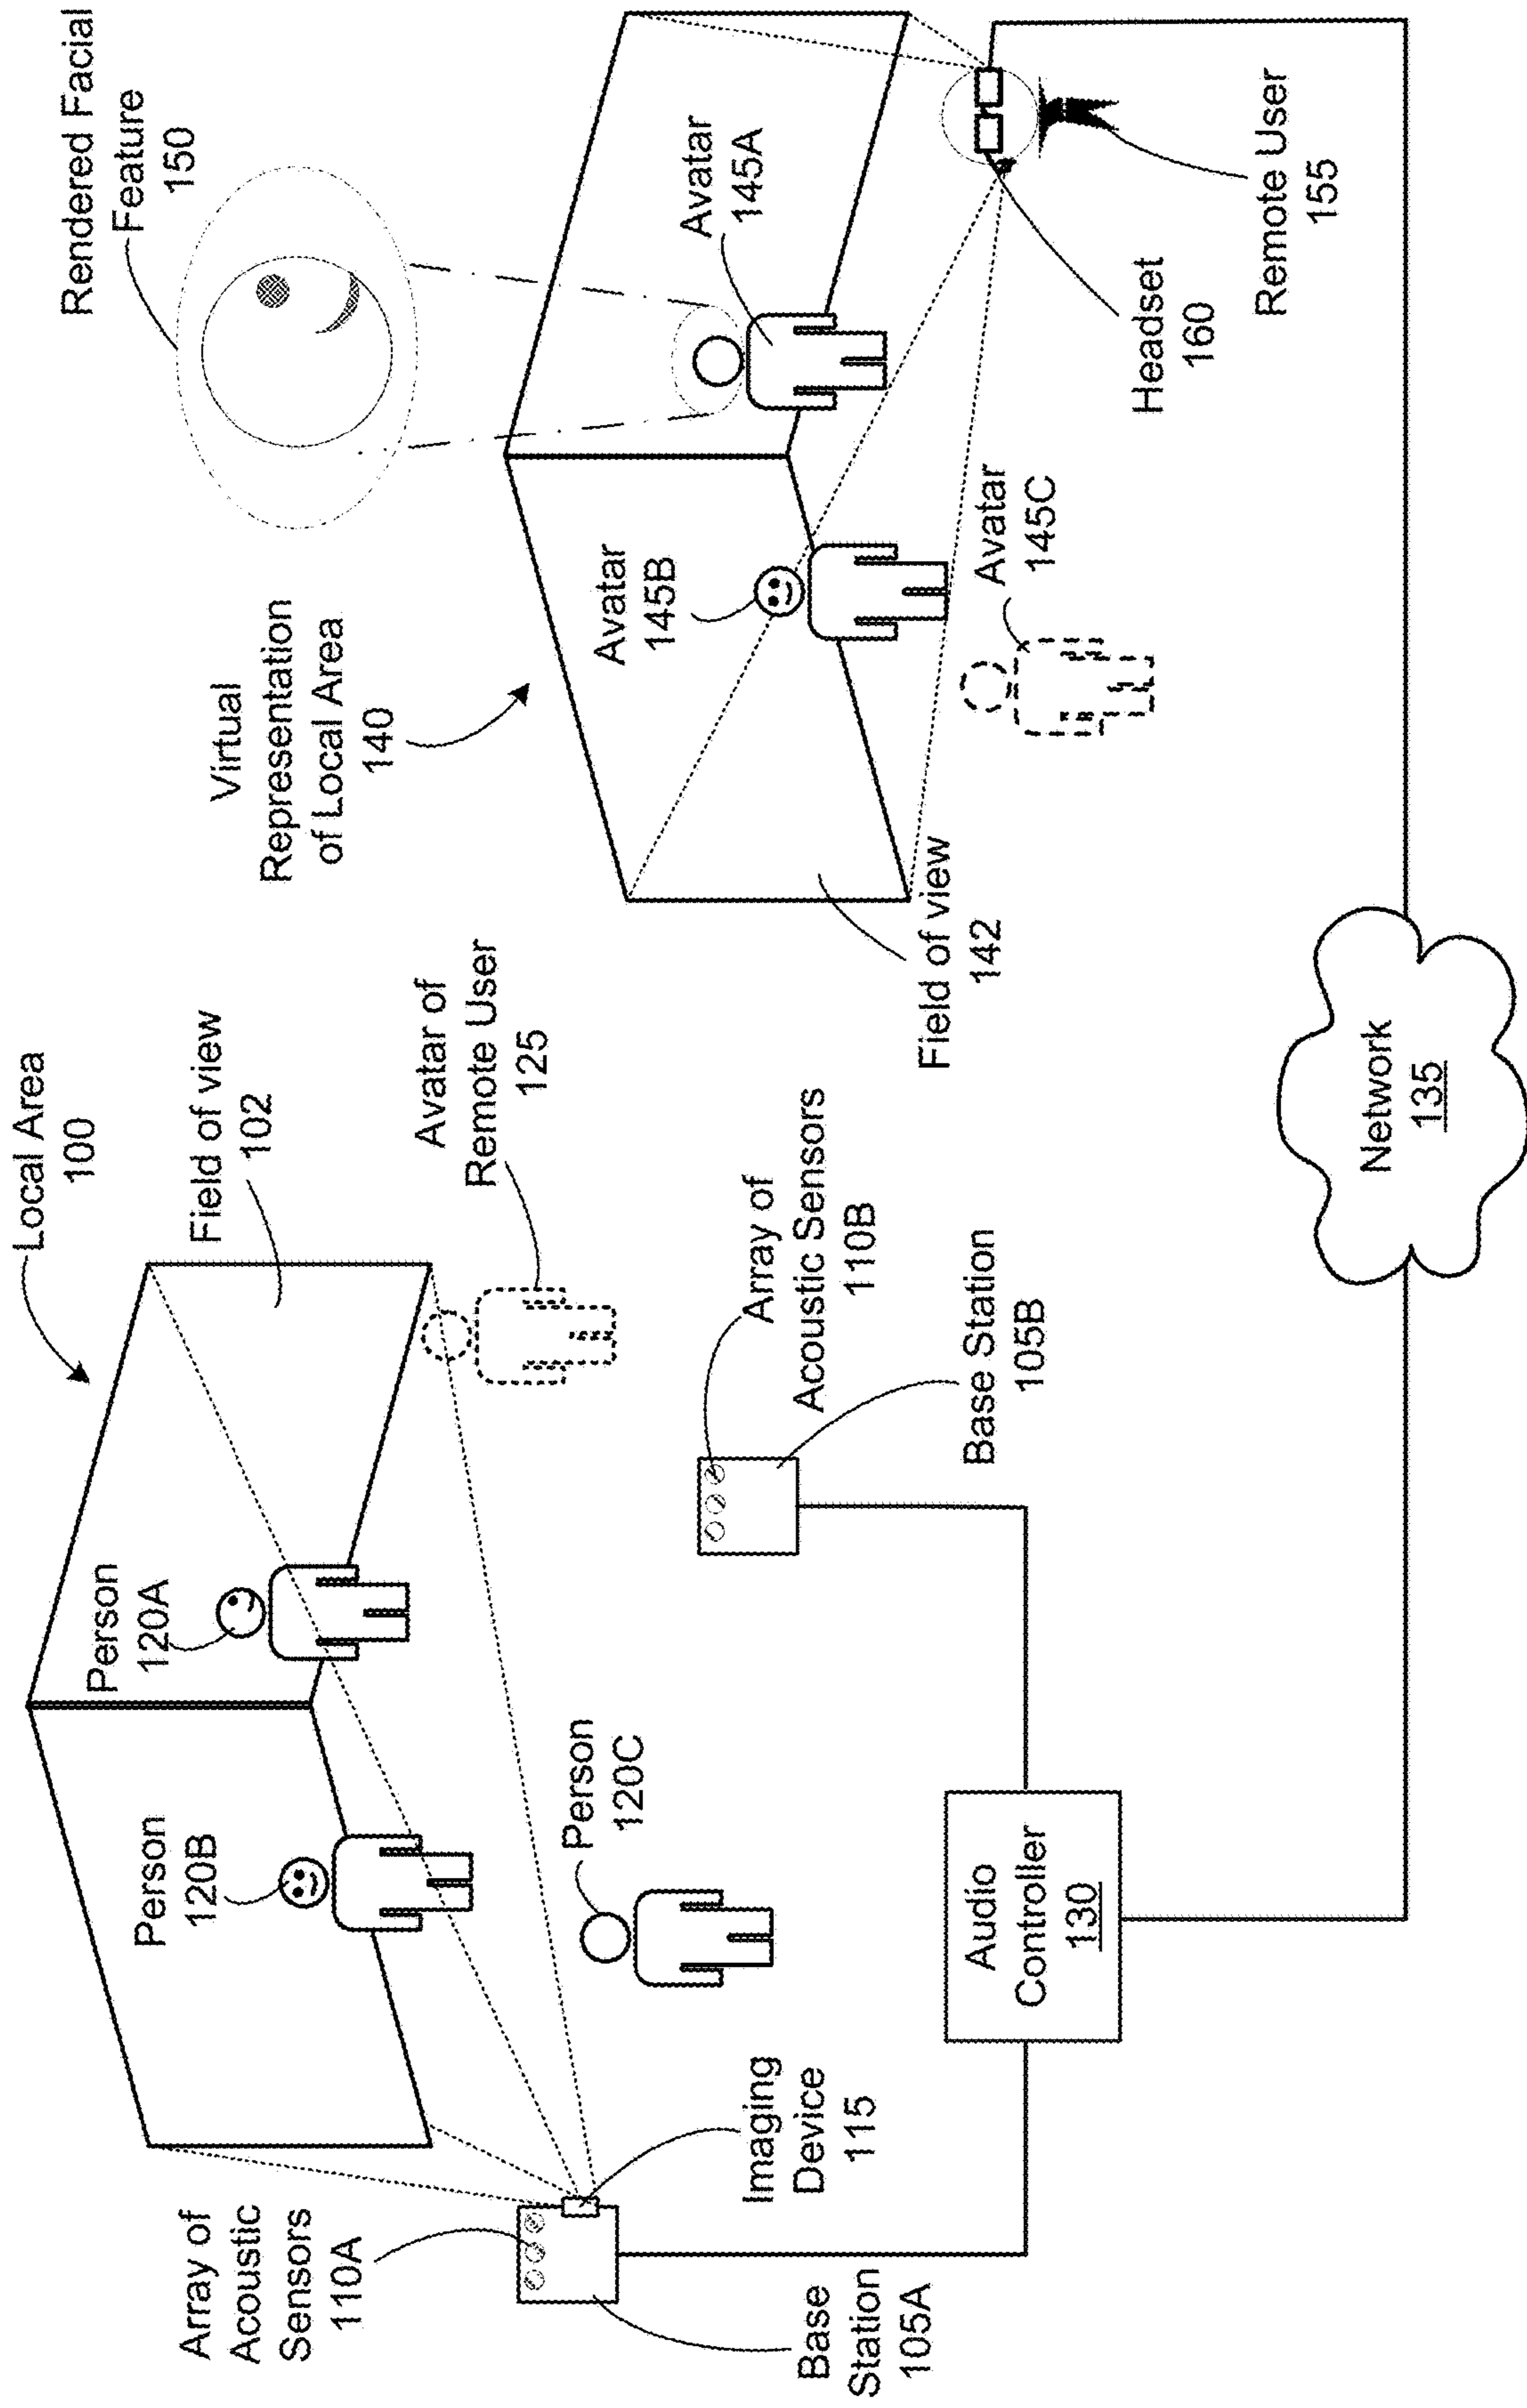 Local Area
100
Field of view
102
Person
120A
Person
120B
Person
120C
Avatar of
Remote User
125
Array of
Acoustic
Sensors
110A
Imaging
Device
115
Base
Station
105A
Array of
Acoustic Sensors
110B
Base Station
105B
Audio
Controller
130
Network
135
Rendered Facial
Feature
150
Virtual
Representation
of Local Area
140
Avatar
145A
Avatar
145B
Avatar
145C
Field of view
142
Headset
160
Remote User
155